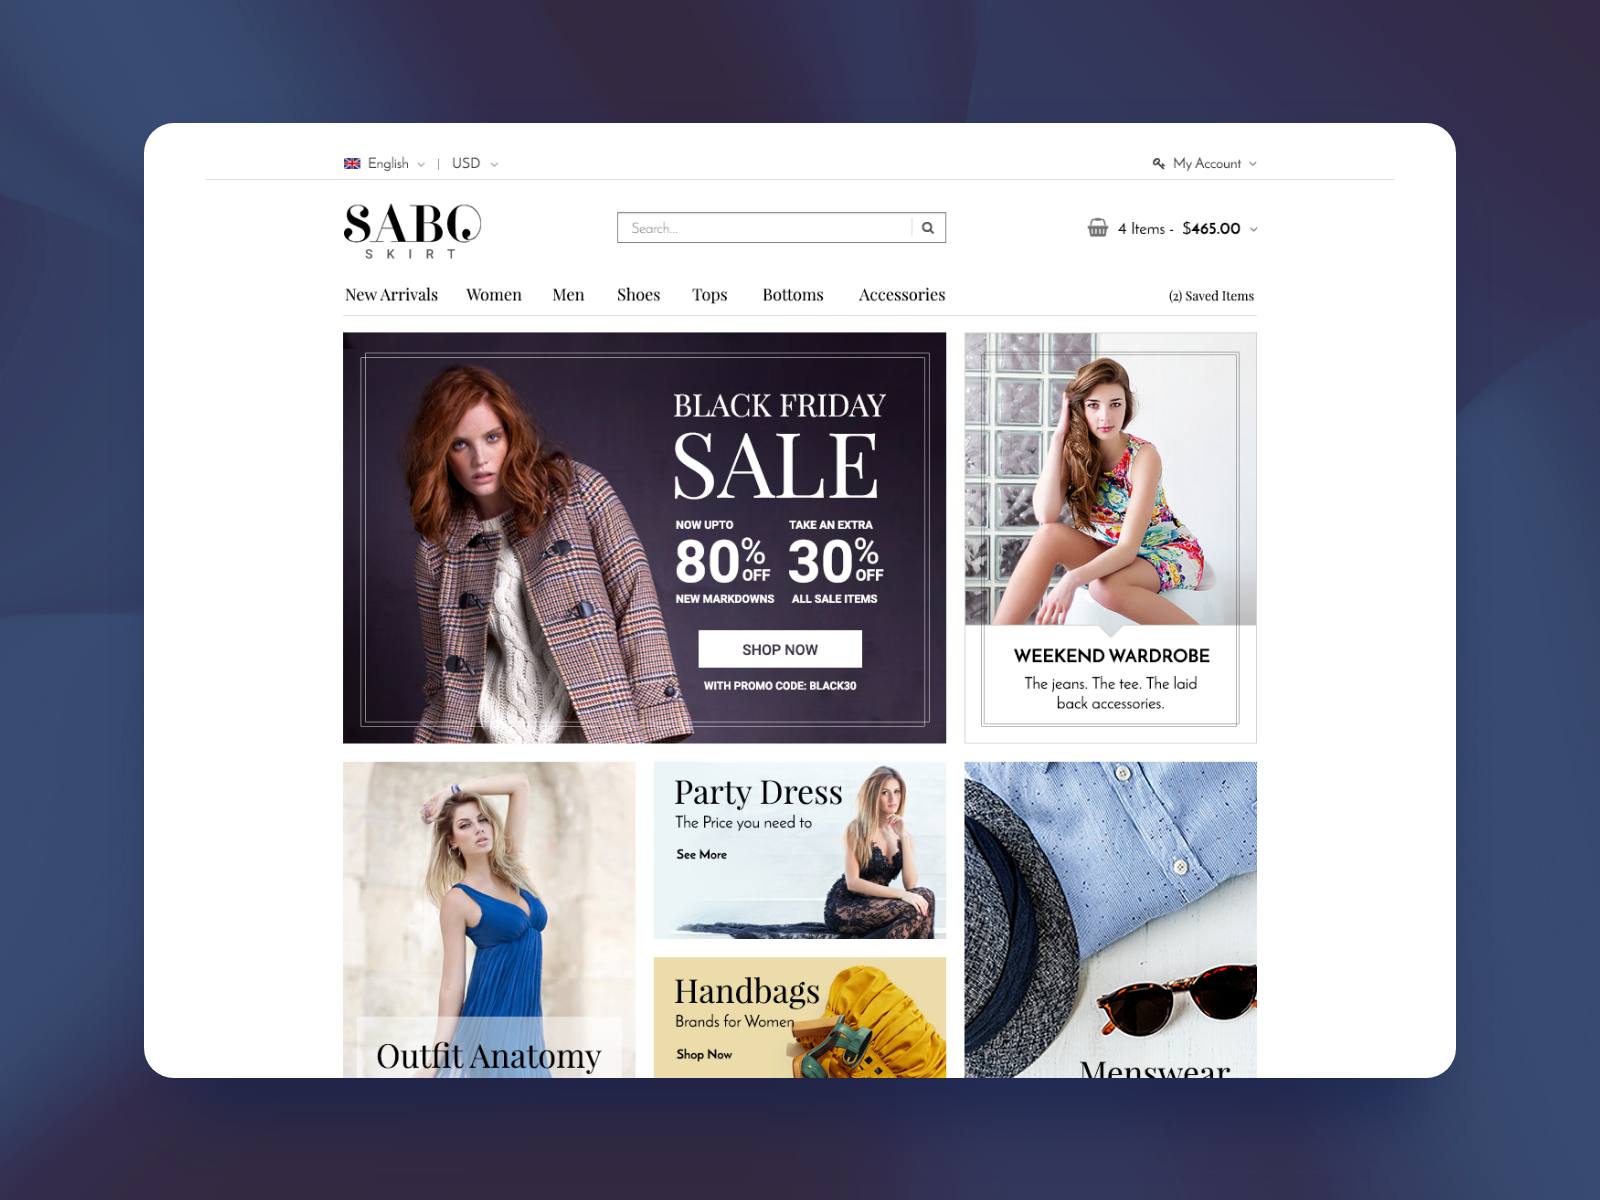 English | USD
My Account
SABO
SKIRT
Search...
4 Items - $465.00
New Arrivals Women Men Shoes Tops Bottoms Accessories
(2) Saved Items
BLACK FRIDAY
SALE
NOW UPTO
80% OFF
NEW MARKDOWNS
TAKE AN EXTRA
30% OFF
ALL SALE ITEMS
SHOP NOW
WITH PROMO CODE: BLACK30
WEEKEND WARDROBE
The jeans. The tee. The laid
back accessories.
Outfit Anatomy
Party Dress
The Price you need to
See More
Handbags
Brands for Women
Shop Now
Menswear